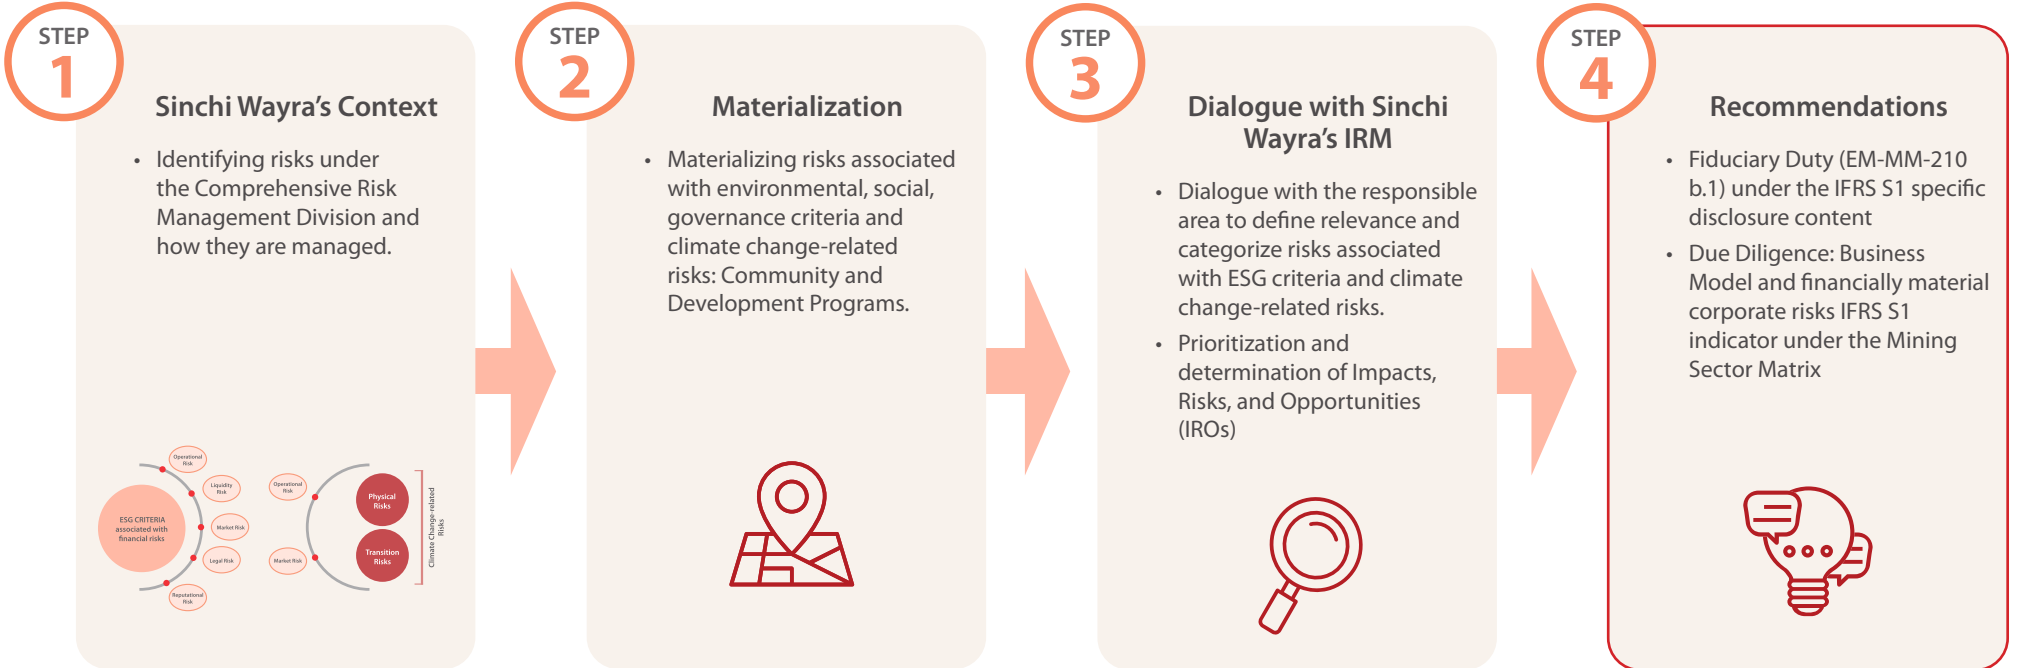 STEP
1
Sinchi Wayra's Context
• Identifying risks under
the Comprehensive Risk
Management Division and
how they are managed.
ESG CRITERIA
associated with
financial risks
Operational
Risk
Liquidity
Risk
Market Risk
Legal Risk
Reputational
Risk
Operational
Risk
Market Risk
Physical
Risks
Transition
Risks
Climate Change-related
Risks
STEP
2
Materialization
• Materializing risks associated
with environmental, social,
governance criteria and
climate change-related
risks: Community and
Development Programs.
STEP
3
Dialogue with Sinchi
Wayra's IRM
• Dialogue with the responsible
area to define relevance and
categorize risks associated
with ESG criteria and climate
change-related risks.
• Prioritization and
determination of Impacts,
Risks, and Opportunities
(IROs)
STEP
4
Recommendations
• Fiduciary Duty (EM-MM-210
b.1) under the IFRS S1 specific
disclosure content
• Due Diligence: Business
Model and financially material
corporate risks IFRS S1
indicator under the Mining
Sector Matrix